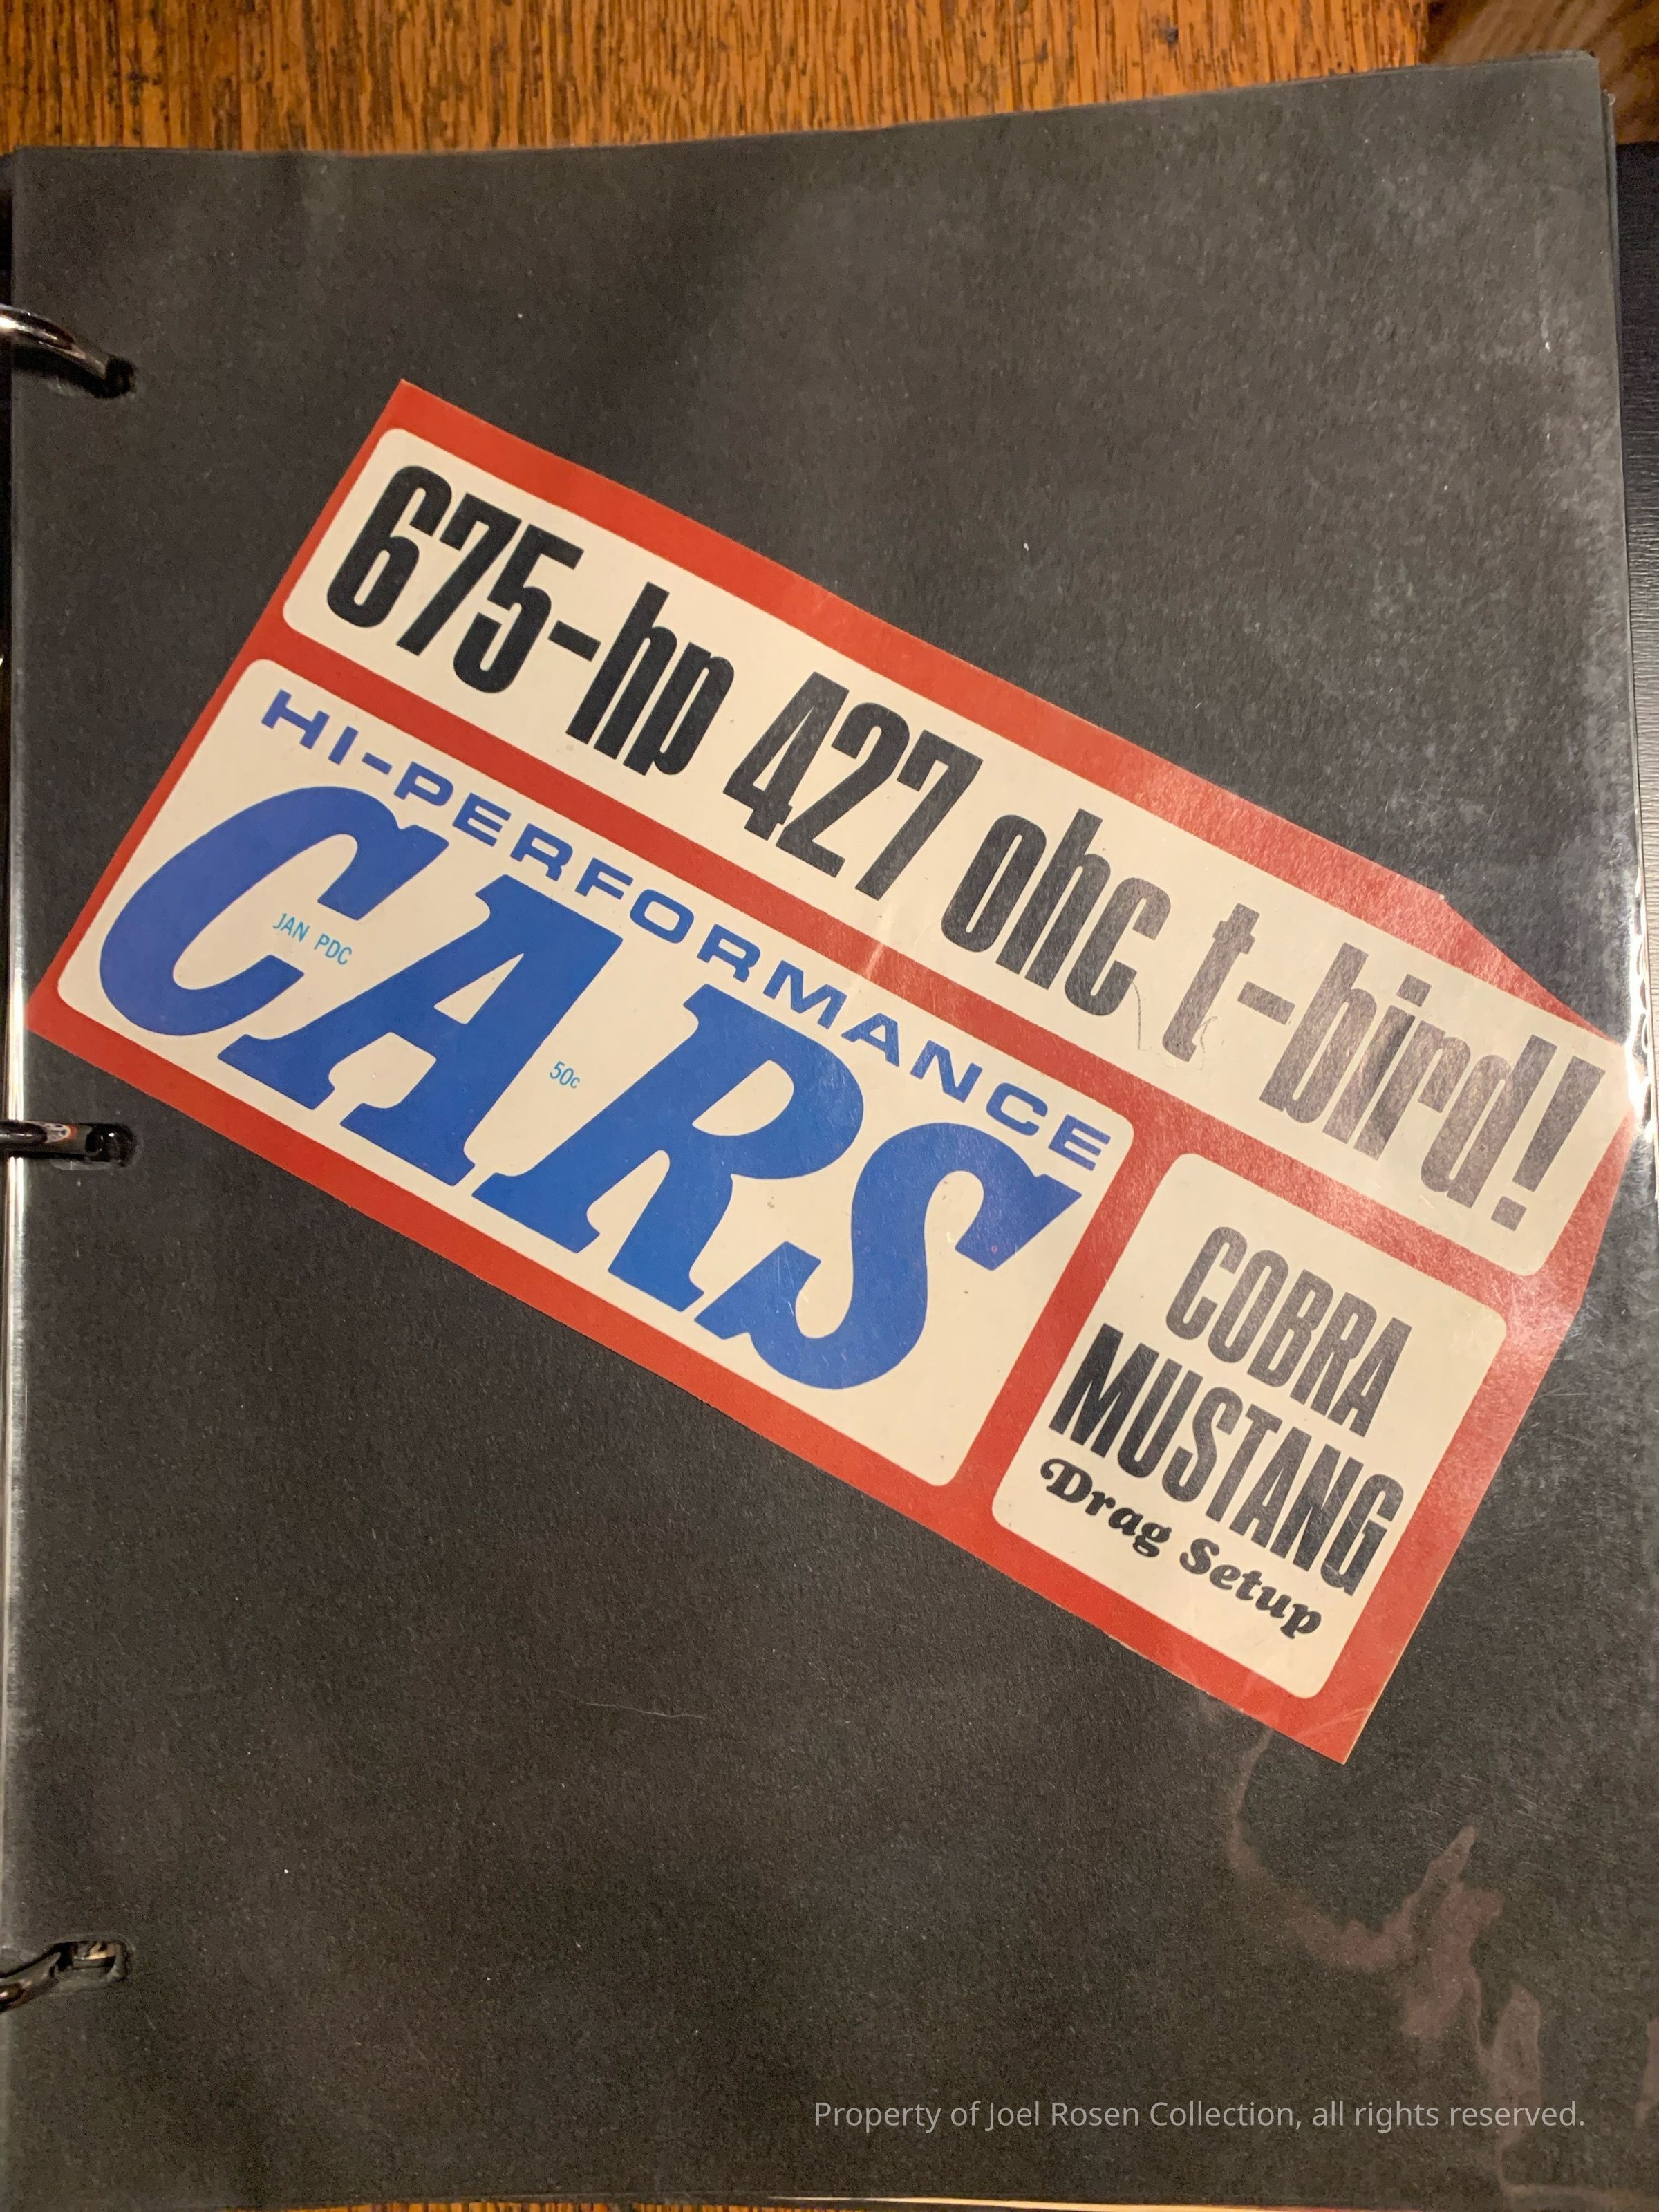 675-hp 427 ohc t-bird!
HI-PERFORMANCE
CARS
JAN PDC
50c
COBRA
MUSTANG
Drag Setup
Property of Joel Rosen Collection, all rights reserved.